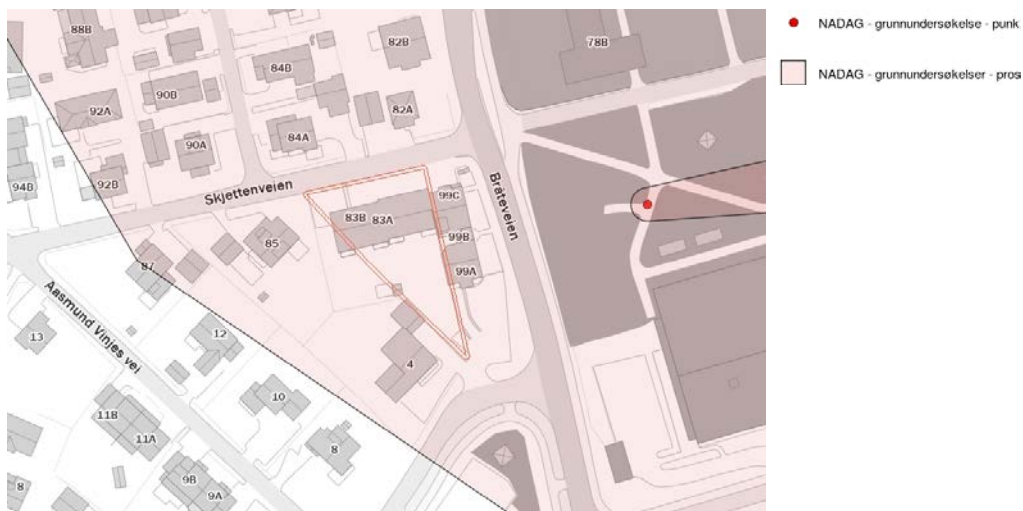 NADAG - grunnundersøkelse - punk
NADAG - grunnundersøkelser - pros
88B
82B
78B
84B
90B
82A
92A
84A
90A
94B
92B
Skjettenveien
Bråteveien
99C
83B
83A
85
99B
87
99A
Aasmund Vinjes vei
12
13
4
10
11B
11A
8
9B
8
9A